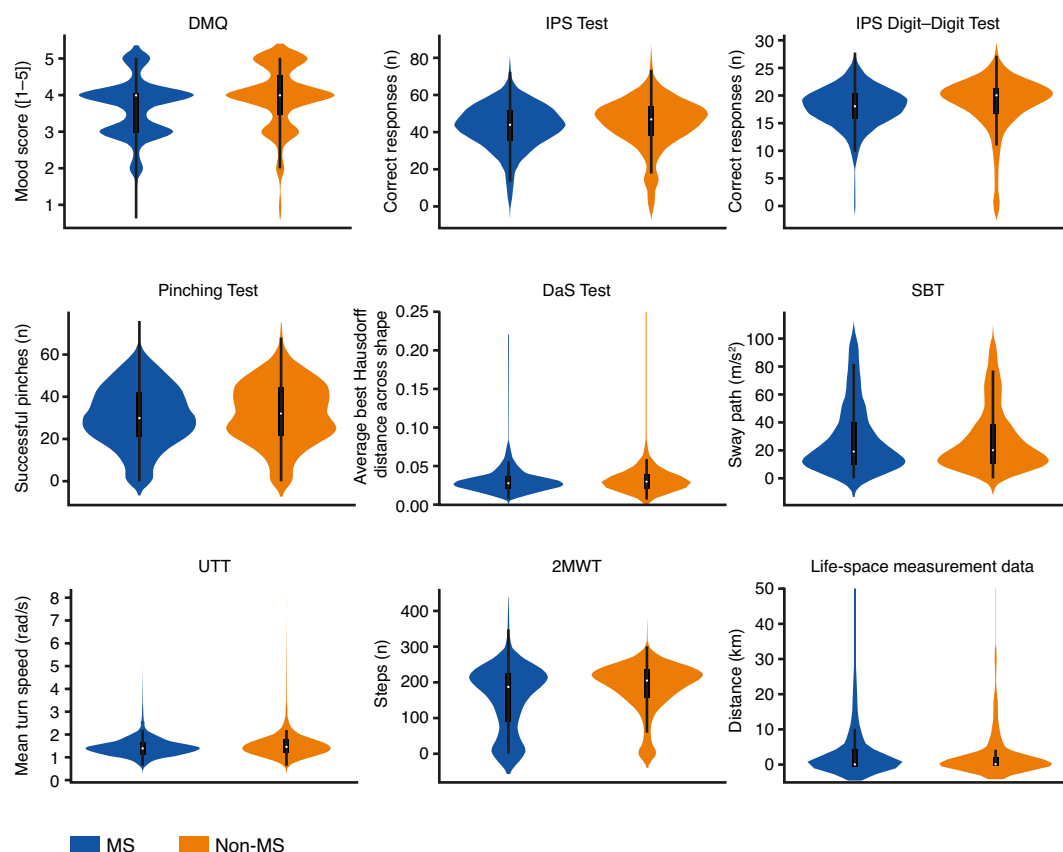 DMQ
Mood score ([1–5])
5
4
3
2
1
IPS Test
Correct responses (n)
80
60
40
20
0
IPS Digit–Digit Test
Correct responses (n)
30
25
20
15
10
5
0
Pinching Test
Successful pinches (n)
60
40
20
0
DaS Test
Average best Hausdorff
distance across shape
0.25
0.20
0.15
0.10
0.05
0.00
SBT
Sway path (m/s²)
100
80
60
40
20
0
UTT
Mean turn speed (rad/s)
8
7
6
5
4
3
2
1
0
2MWT
Steps (n)
400
300
200
100
0
Life-space measurement data
Distance (km)
50
40
30
20
10
0
MS
Non-MS